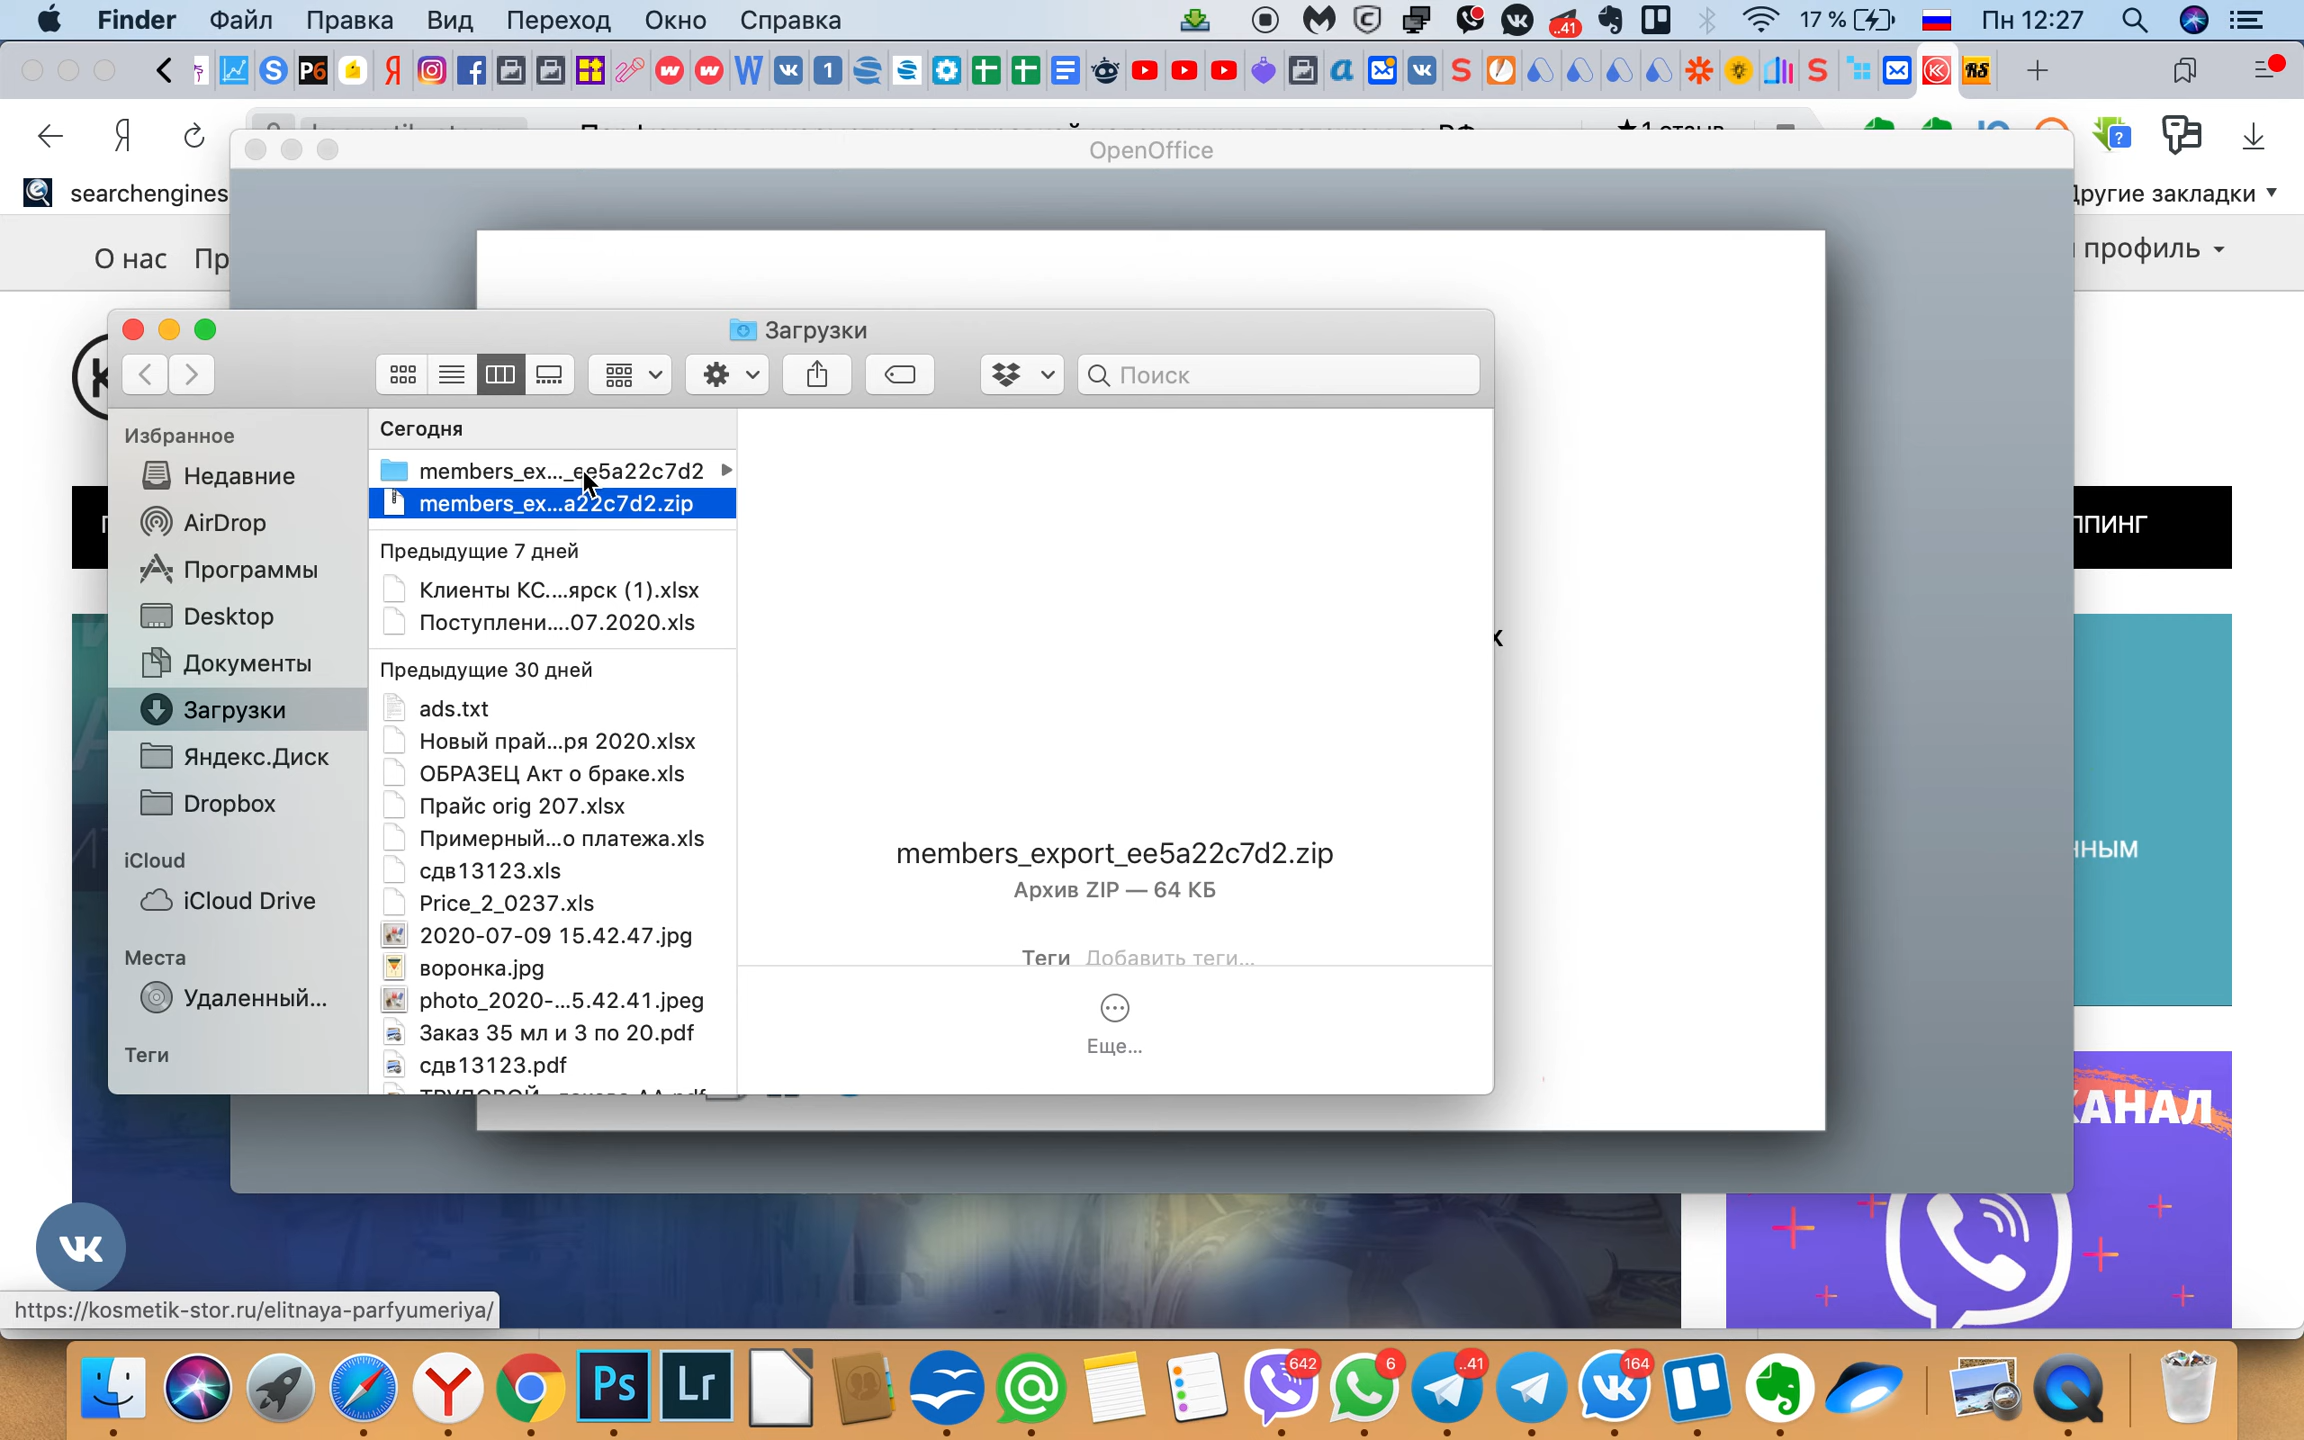 Finder Файл Правка Вид Переход Окно Справка ..41 17 % Пн 12:27
OpenOffice
searchengines
Другие закладки
О нас
профиль
Загрузки
Поиск
Избранное
Недавние
AirDrop
Программы
Desktop
Документы
Загрузки
Яндекс.Диск
Dropbox
iCloud
iCloud Drive
Места
Удаленный...
Теги
Сегодня
members_ex..._ee5a22c7d2
members_ex...a22c7d2.zip
Предыдущие 7 дней
Клиенты КС....ярск (1).xlsx
Поступлени....07.2020.xls
Предыдущие 30 дней
ads.txt
Новый прай...ря 2020.xlsx
ОБРАЗЕЦ Акт о браке.xls
Прайс orig 207.xlsx
Примерный...о платежа.xls
сдв13123.xls
Price_2_0237.xls
2020-07-09 15.42.47.jpg
воронка.jpg
photo_2020-...5.42.41.jpeg
Заказ 35 мл и 3 по 20.pdf
сдв13123.pdf
members_export_ee5a22c7d2.zip
Архив ZIP — 64 КБ
Теги Добавить теги...
Еще...
ППИНГ
ННЫМ
КАНАЛ
https://kosmetik-stor.ru/elitnaya-parfyumeriya/
Ps Lr 642 6 ..41 164